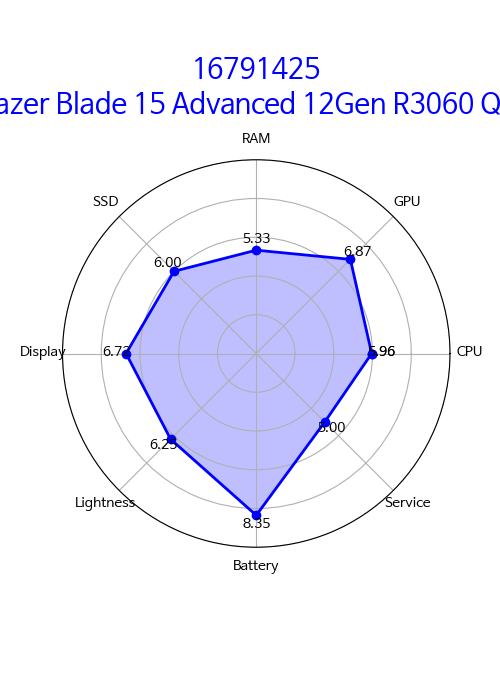 16791425
azer Blade 15 Advanced 12Gen R3060 Q
RAM
SSD
GPU
5.33
6.00
6.87
Display
6.73
5.96
CPU
6.25
5.00
Lightness
Service
8.35
Battery